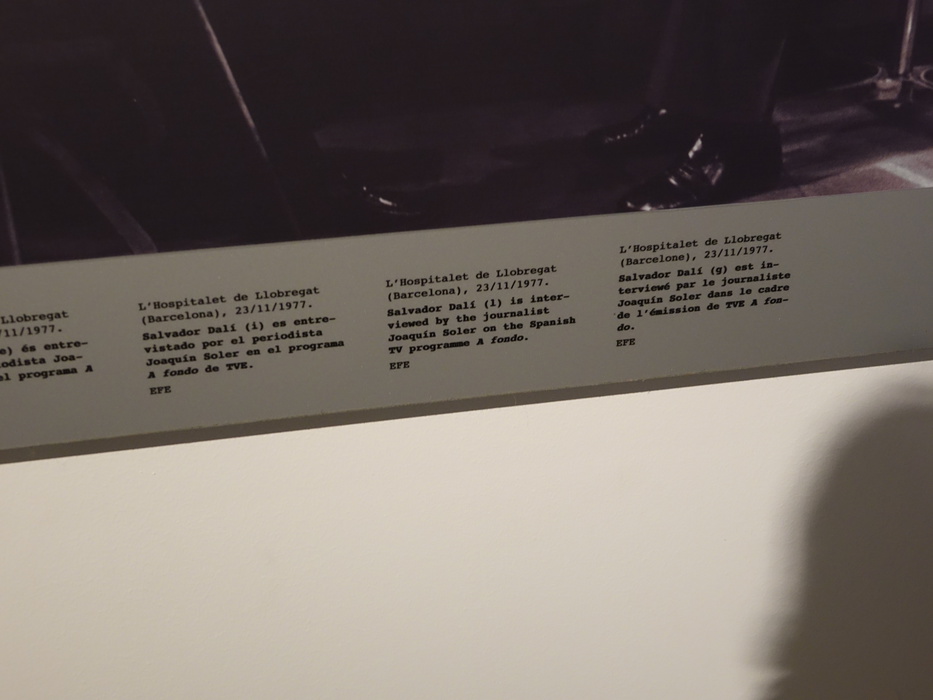 Llobregat
/11/1977.
e) és entre-
odista Joa-
el programa A
L'Hospitalet de Llobregat
(Barcelona), 23/11/1977.
Salvador Dalí (i) es entre-
vistado por el periodista
Joaquín Soler en el programa
A fondo de TVE.
EFE
L'Hospitalet de Llobregat
(Barcelona), 23/11/1977.
Salvador Dalí (l) is inter-
viewed by the journalist
Joaquín Soler on the Spanish
TV programme A fondo.
EFE
L'Hospitalet de Llobregat
(Barcelone), 23/11/1977.
Salvador Dalí (g) est in-
terviewé par le journaliste
Joaquín Soler dans le cadre
de l'émission de TVE A fon-
do.
EFE